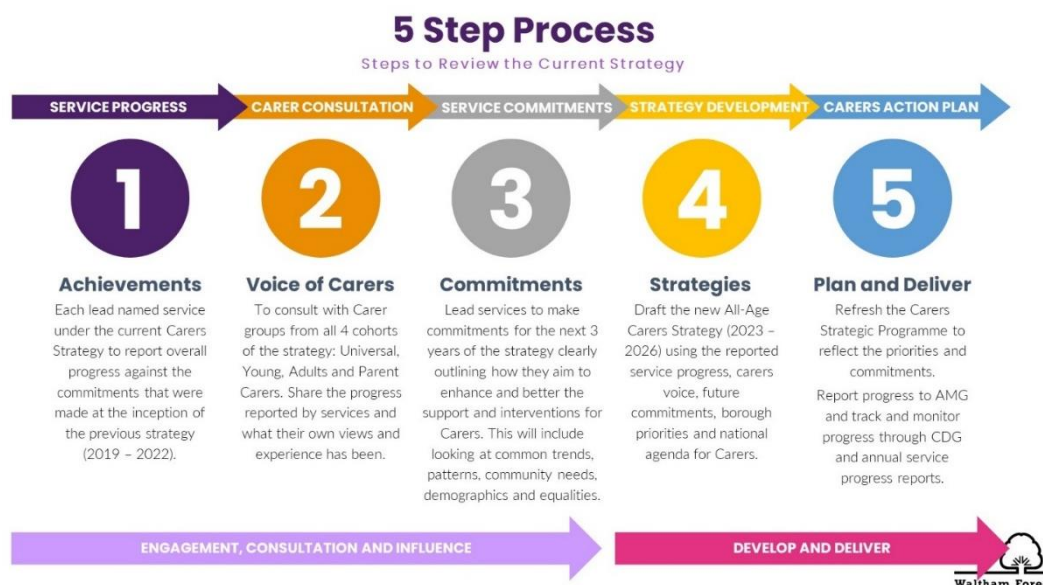 5 Step Process
Steps to Review the Current Strategy
SERVICE PROGRESS
CARER CONSULTATION
SERVICE COMMITMENTS
STRATEGY DEVELOPMENT
CARERS ACTION PLAN
1
2
3
4
5
Achievements
Each lead named service
under the current Carers
Strategy to report overall
progress against the
commitments that were
made at the inception of
the previous strategy
(2019 – 2022).
Voice of Carers
To consult with Carer
groups from all 4 cohorts
of the strategy: Universal,
Young, Adults and Parent
Carers. Share the progress
reported by services and
what their own views and
experience has been.
Commitments
Lead services to make
commitments for the next 3
years of the strategy clearly
outlining how they aim to
enhance and better the
support and interventions for
Carers. This will include
looking at common trends,
patterns, community needs,
demographics and equalities.
Strategies
Draft the new All-Age
Carers Strategy (2023 –
2026) using the reported
service progress, carers
voice, future
commitments, borough
priorities and national
agenda for Carers.
Plan and Deliver
Refresh the Carers
Strategic Programme to
reflect the priorities and
commitments.
Report progress to AMG
and track and monitor
progress through CDG
and annual service
progress reports.
ENGAGEMENT, CONSULTATION AND INFLUENCE
DEVELOP AND DELIVER
Waltham Fore